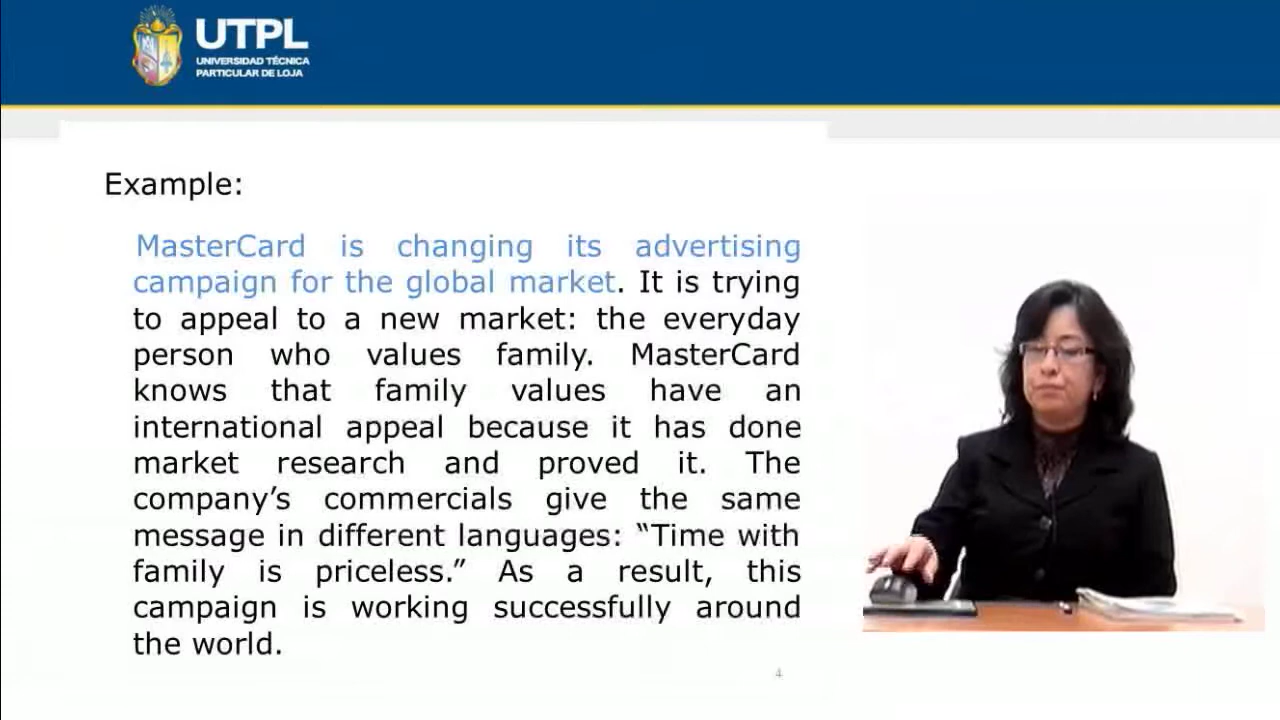 UTPL
UNIVERSIDAD TÉCNICA
PARTICULAR DE LOJA
Example:
MasterCard is changing its advertising
campaign for the global market. It is trying
to appeal to a new market: the everyday
person who values family. MasterCard
knows that family values have an
international appeal because it has done
market research and proved it. The
company’s commercials give the same
message in different languages: “Time with
family is priceless.” As a result, this
campaign is working successfully around
the world.
4